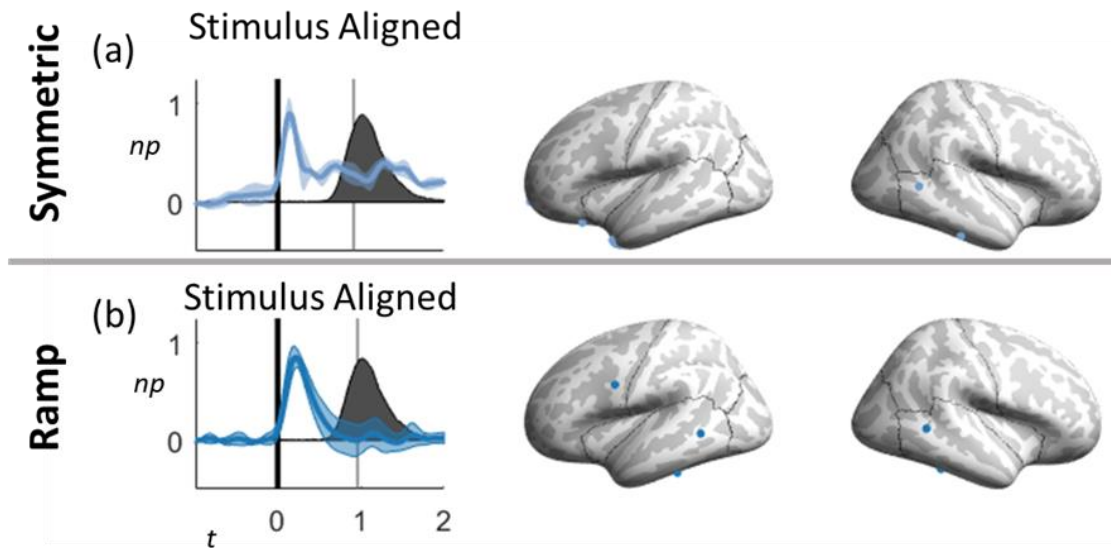 Symmetric
(a)
Stimulus Aligned
1
np
0
Ramp
(b)
Stimulus Aligned
1
np
0
0 1 2
t